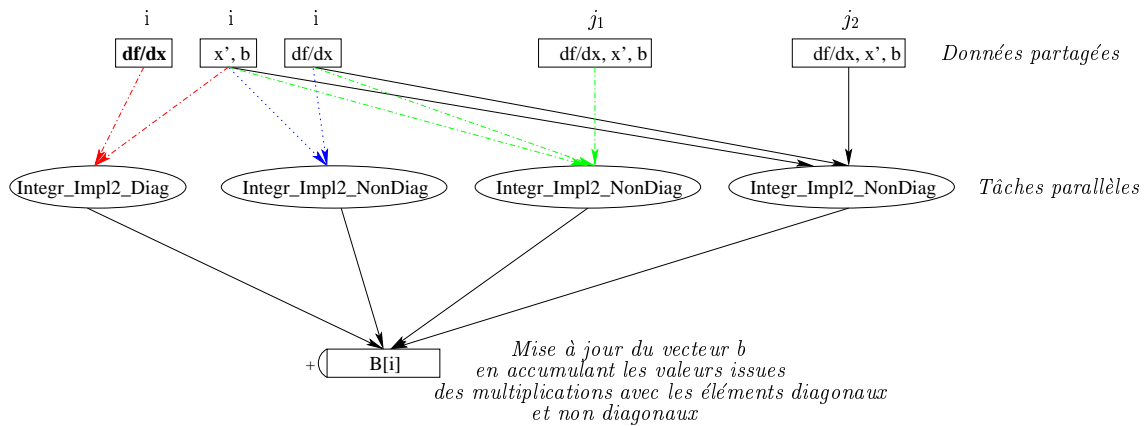 i i i j₁ j₂
df/dx x', b df/dx df/dx, x', b df/dx, x', b Données partagées
Integr_Impl2_Diag Integr_Impl2_NonDiag Integr_Impl2_NonDiag Integr_Impl2_NonDiag Tâches parallèles
+ B[i]
Mise à jour du vecteur b
en accumulant les valeurs issues
des multiplications avec les éléments diagonaux
et non diagonaux